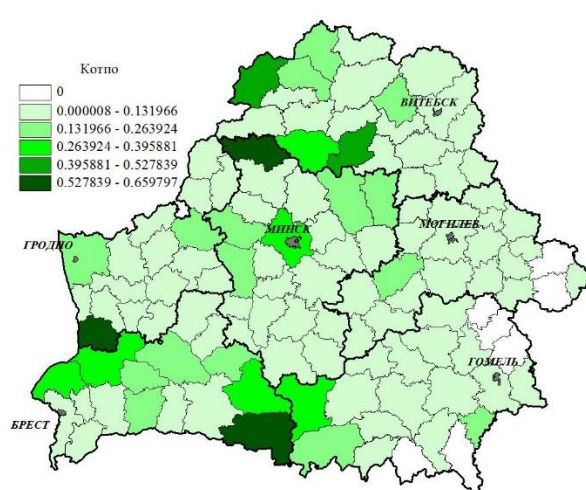 Котпо
0
0.000008 - 0.131966
0.131966 - 0.263924
0.263924 - 0.395881
0.395881 - 0.527839
0.527839 - 0.659797
ВИТЕБСК
МИНСК
МОГИЛЕВ
ГРОДНО
ГОМЕЛЬ
БРЕСТ